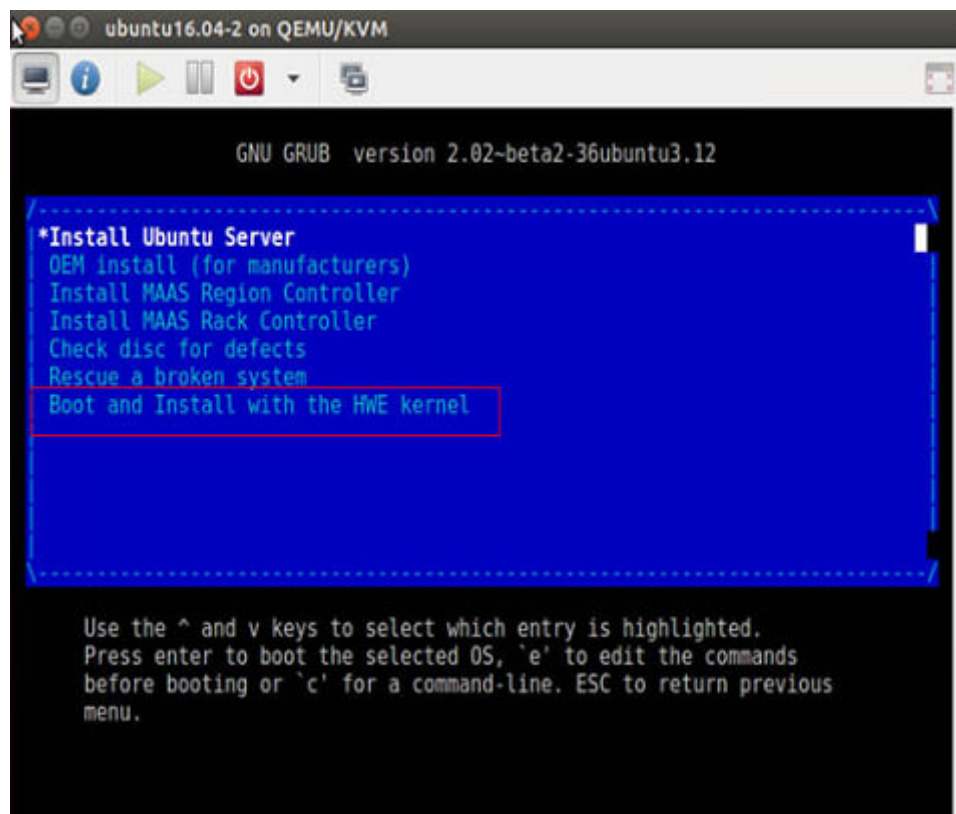 ubuntu16.04-2 on QEMU/KVM
GNU GRUB  version 2.02~beta2-36ubuntu3.12
*Install Ubuntu Server
OEM install (for manufacturers)
Install MAAS Region Controller
Install MAAS Rack Controller
Check disc for defects
Rescue a broken system
Boot and Install with the HWE kernel
Use the ^ and v keys to select which entry is highlighted.
Press enter to boot the selected OS, `e' to edit the commands
before booting or `c' for a command-line. ESC to return previous
menu.